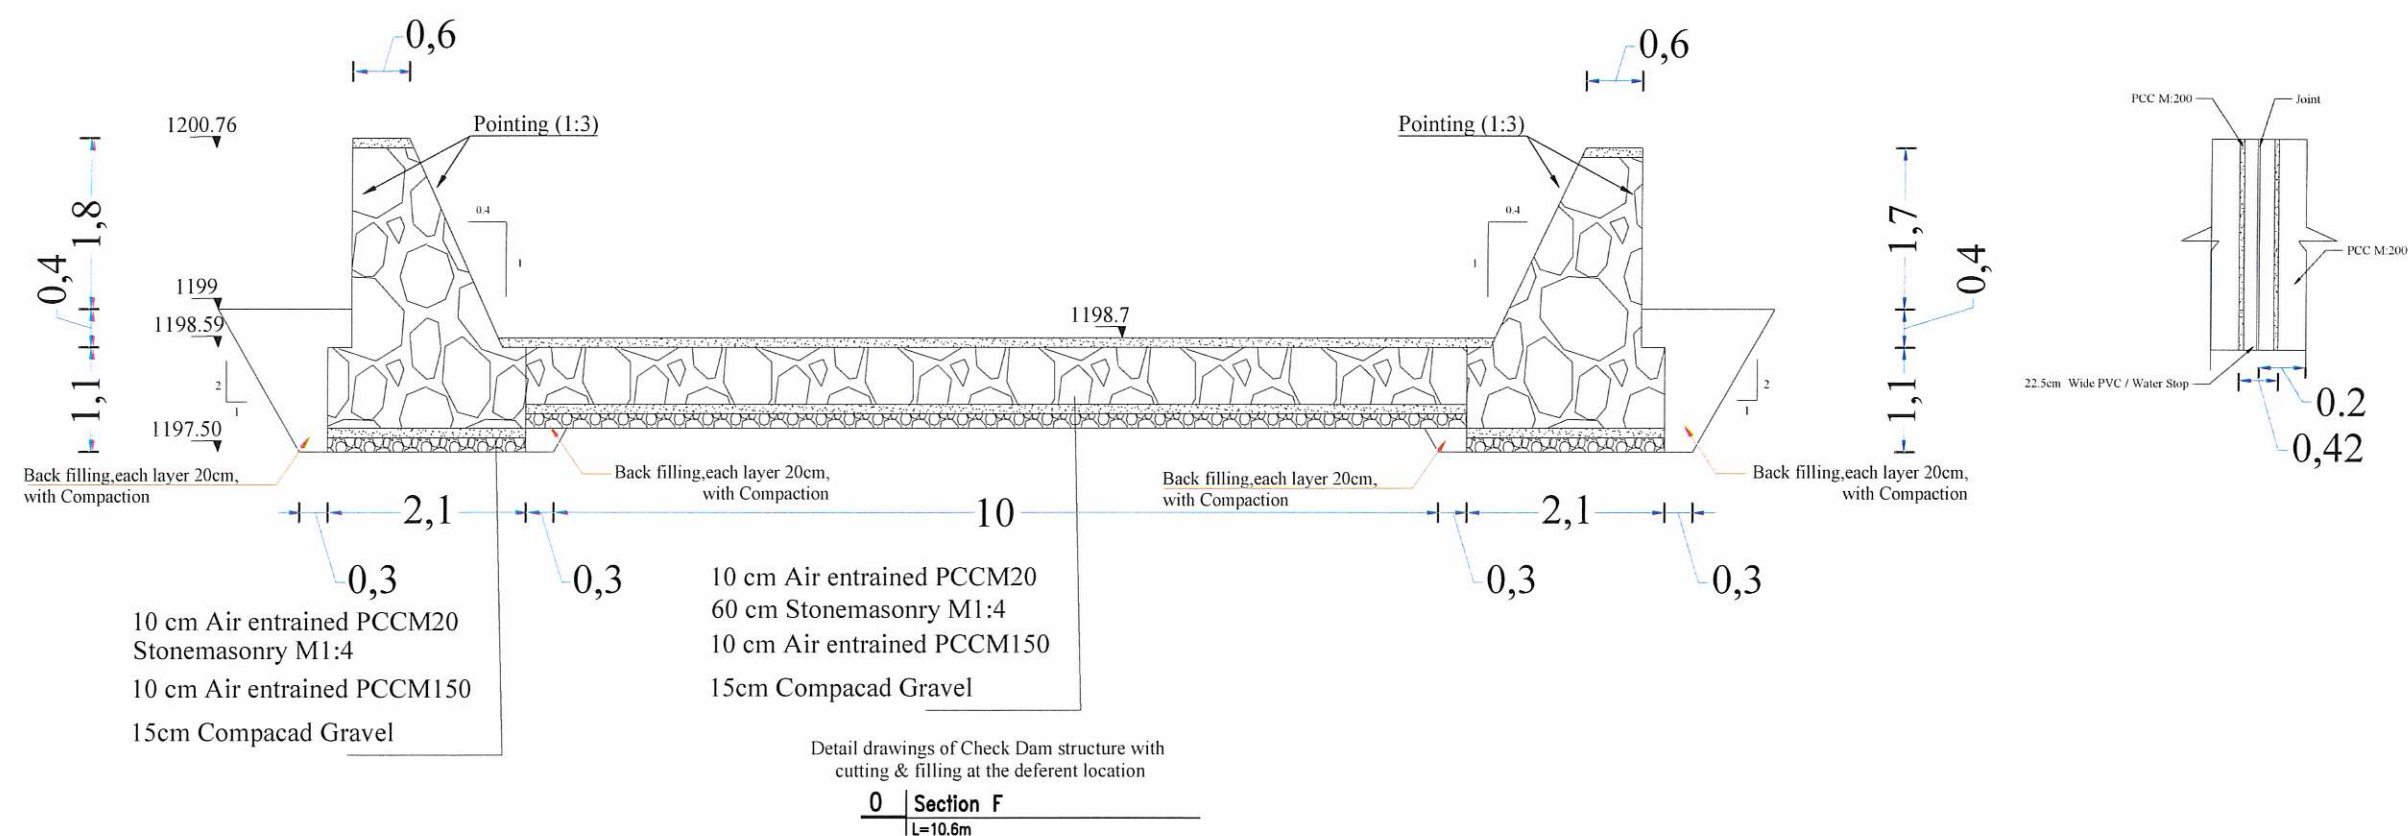 0,6
0,6
PCC M:200
Joint
1200.76
Pointing (1:3)
Pointing (1:3)
1,8
0.4
0.4
1,7
1
1
0,4
0,4
PCC M:200
1199
1198.59
1198.7
2
1
2
1
1,1
1,1
22.5cm Wide PVC / Water Stop
0.2
0,42
1197.50
Back filling,each layer 20cm,
with Compaction
Back filling,each layer 20cm,
with Compaction
Back filling,each layer 20cm,
with Compaction
Back filling,each layer 20cm,
with Compaction
2,1
10
2,1
0,3
0,3
0,3
0,3
10 cm Air entrained PCCM20
Stonemasonry M1:4
10 cm Air entrained PCCM150
15cm Compacad Gravel
10 cm Air entrained PCCM20
60 cm Stonemasonry M1:4
10 cm Air entrained PCCM150
15cm Compacad Gravel
Detail drawings of Check Dam structure with
cutting & filling at the deferent location
0 Section F
L=10.6m